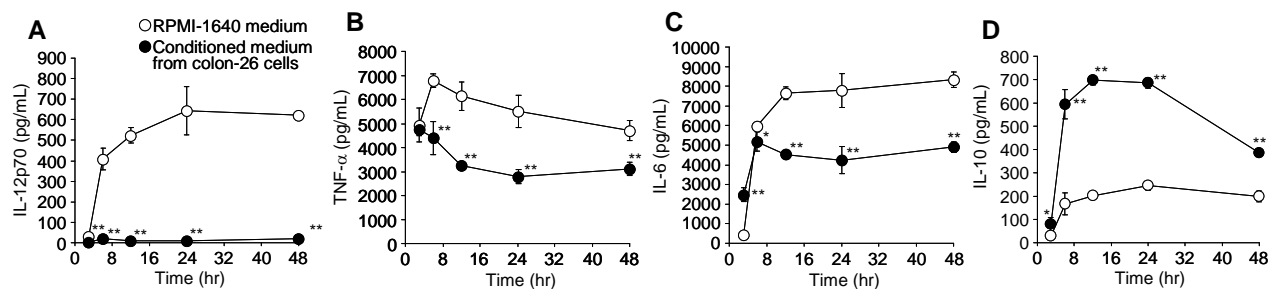 A
RPMI-1640 medium
Conditioned medium
from colon-26 cells
IL-12p70 (pg/mL)
900
800
700
600
500
400
300
200
100
0
** ** ** ** **
0 8 16 24 32 40 48
Time (hr)
B
TNF-α (pg/mL)
8000
7000
6000
5000
4000
3000
2000
1000
0
** ** ** **
0 8 16 24 32 40 48
Time (hr)
C
IL-6 (pg/mL)
10000
9000
8000
7000
6000
5000
4000
3000
2000
1000
0
** * ** ** **
0 8 16 24 32 40 48
Time (hr)
D
IL-10 (pg/mL)
800
700
600
500
400
300
200
100
0
* ** ** ** **
0 8 16 24 32 40 48
Time (hr)